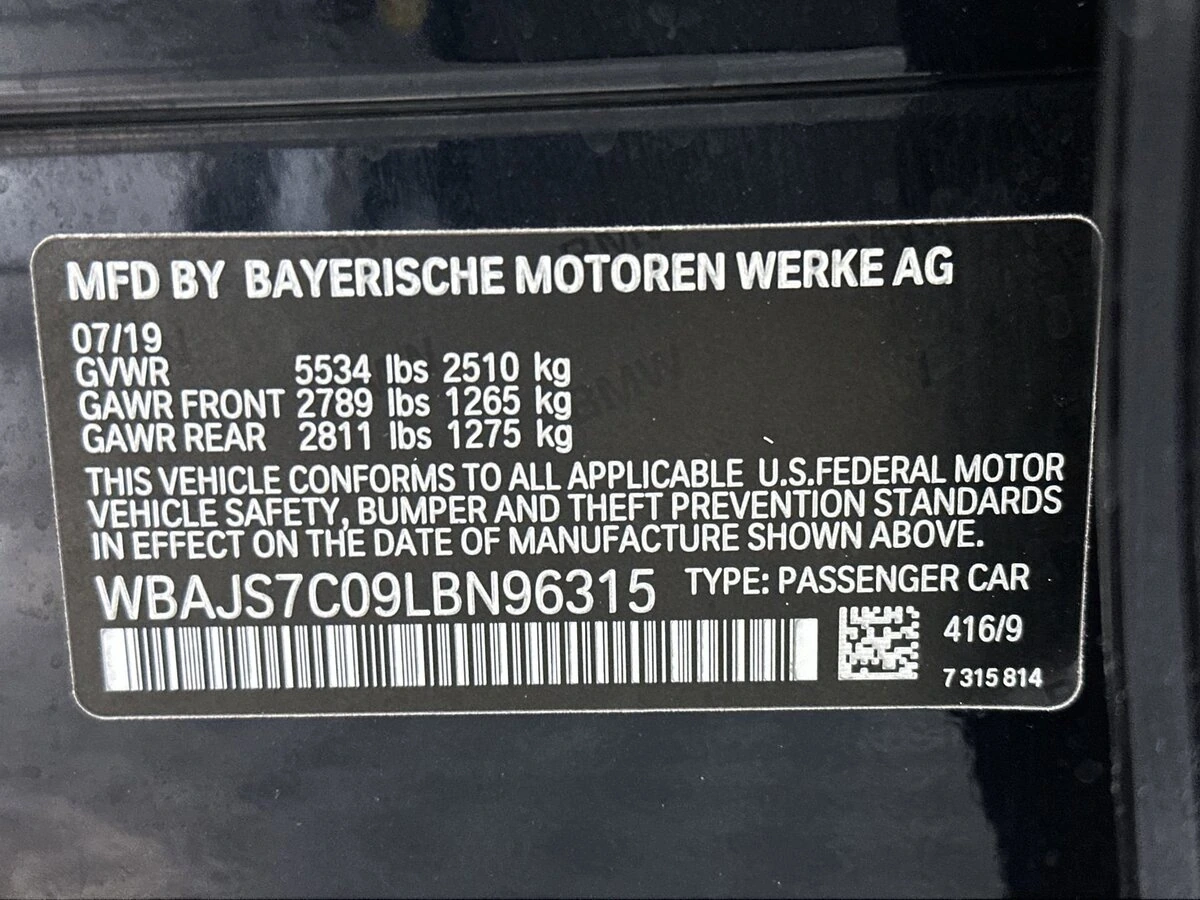 MFD BY BAYERISCHE MOTOREN WERKE AG
07/19
GVWR 5534 lbs 2510 kg
GAWR FRONT 2789 lbs 1265 kg
GAWR REAR 2811 lbs 1275 kg
THIS VEHICLE CONFORMS TO ALL APPLICABLE U.S.FEDERAL MOTOR
VEHICLE SAFETY, BUMPER AND THEFT PREVENTION STANDARDS
IN EFFECT ON THE DATE OF MANUFACTURE SHOWN ABOVE.
WBAJS7C09LBN96315 TYPE: PASSENGER CAR
416/9
7 315 814
BMW
BMW